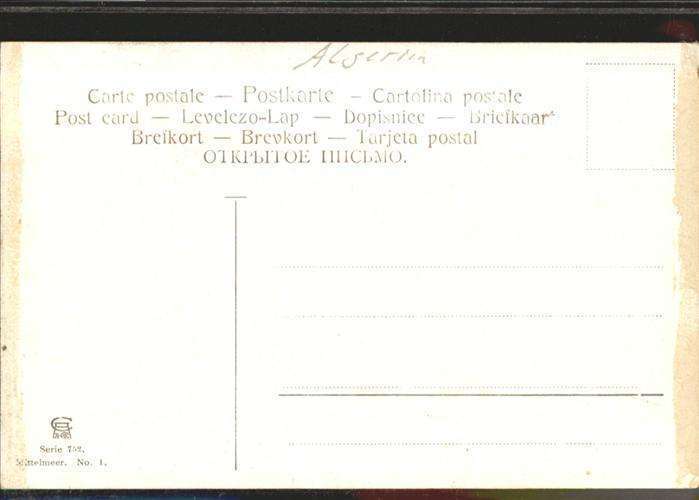 Algerien
Carte postale — Postkarte — Cartolina postale
Post card — Levelezo-Lap — Dopisnice — Briefkaart
Brefkort — Brevkort — Tarjeta postal
ОТКРЫТОЕ ПИСЬМО.
Serie 752.
Mittelmeer. No. 1.